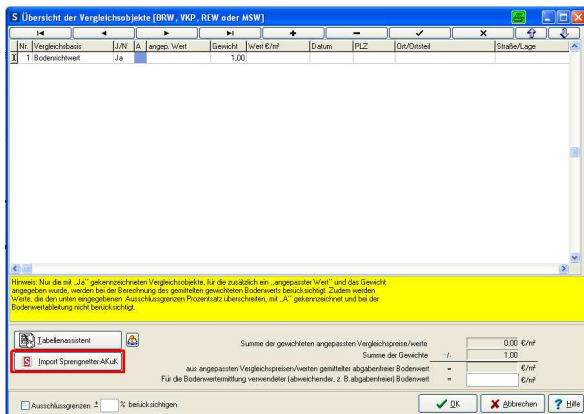 Übersicht der Vergleichsobjekte [BRW, VKP, REW oder MSW]
Nr. Vergleichsbasis J/N A angep. Wert Gewicht Wert €/m² Datum PLZ Ort/Ortsteil Straße/Lage
1 Bodenrichtwert Ja 1,00
Hinweis: Nur die mit „Ja“ gekennzeichneten Vergleichsobjekte, für die zusätzlich ein „angepasster Wert“ und das Gewicht
angegeben wurde, werden bei der Berechnung des gemittelten gewichteten Bodenwerts berücksichtigt. Zudem werden
Werte, die den unten eingegebenen Ausschlussgrenzen Prozentsatz überschreiten, mit „A“ gekennzeichnet und bei der
Bodenwertableitung nicht berücksichtigt.
Tabellenassistent
Import Sprengnetter-AKuK
Summe der gewichteten angepassten Vergleichspreise/werte 0,00 €/m²
Summe der Gewichte -/. 1,00
aus angepassten Vergleichspreisen/werten gemittelter abgabenfreier Bodenwert = €/m²
Für die Bodenwertermittlung verwendeter (abweichender, z. B. abgabenfreier) Bodenwert = €/m²
Ausschlussgrenzen ± % berücksichtigen
OK Abbrechen Hilfe